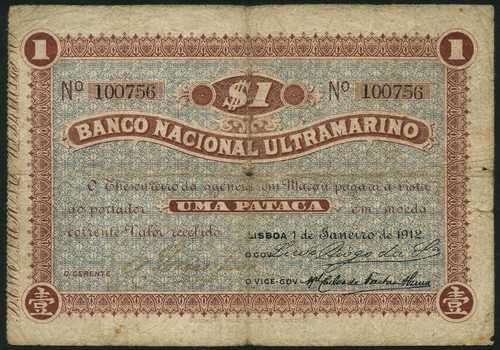 1 1
Nº 100756 $1 Nº 100756
BANCO NACIONAL ULTRAMARINO
O Thesoureiro da agencia em Macau pagará á vista
ao portador UMA PATACA em moeda
corrente Valor recebido. LISBOA 1 de Janeiro de 1912
O GOV.
O GERENTE
O VICE-GOV.
壹 壹